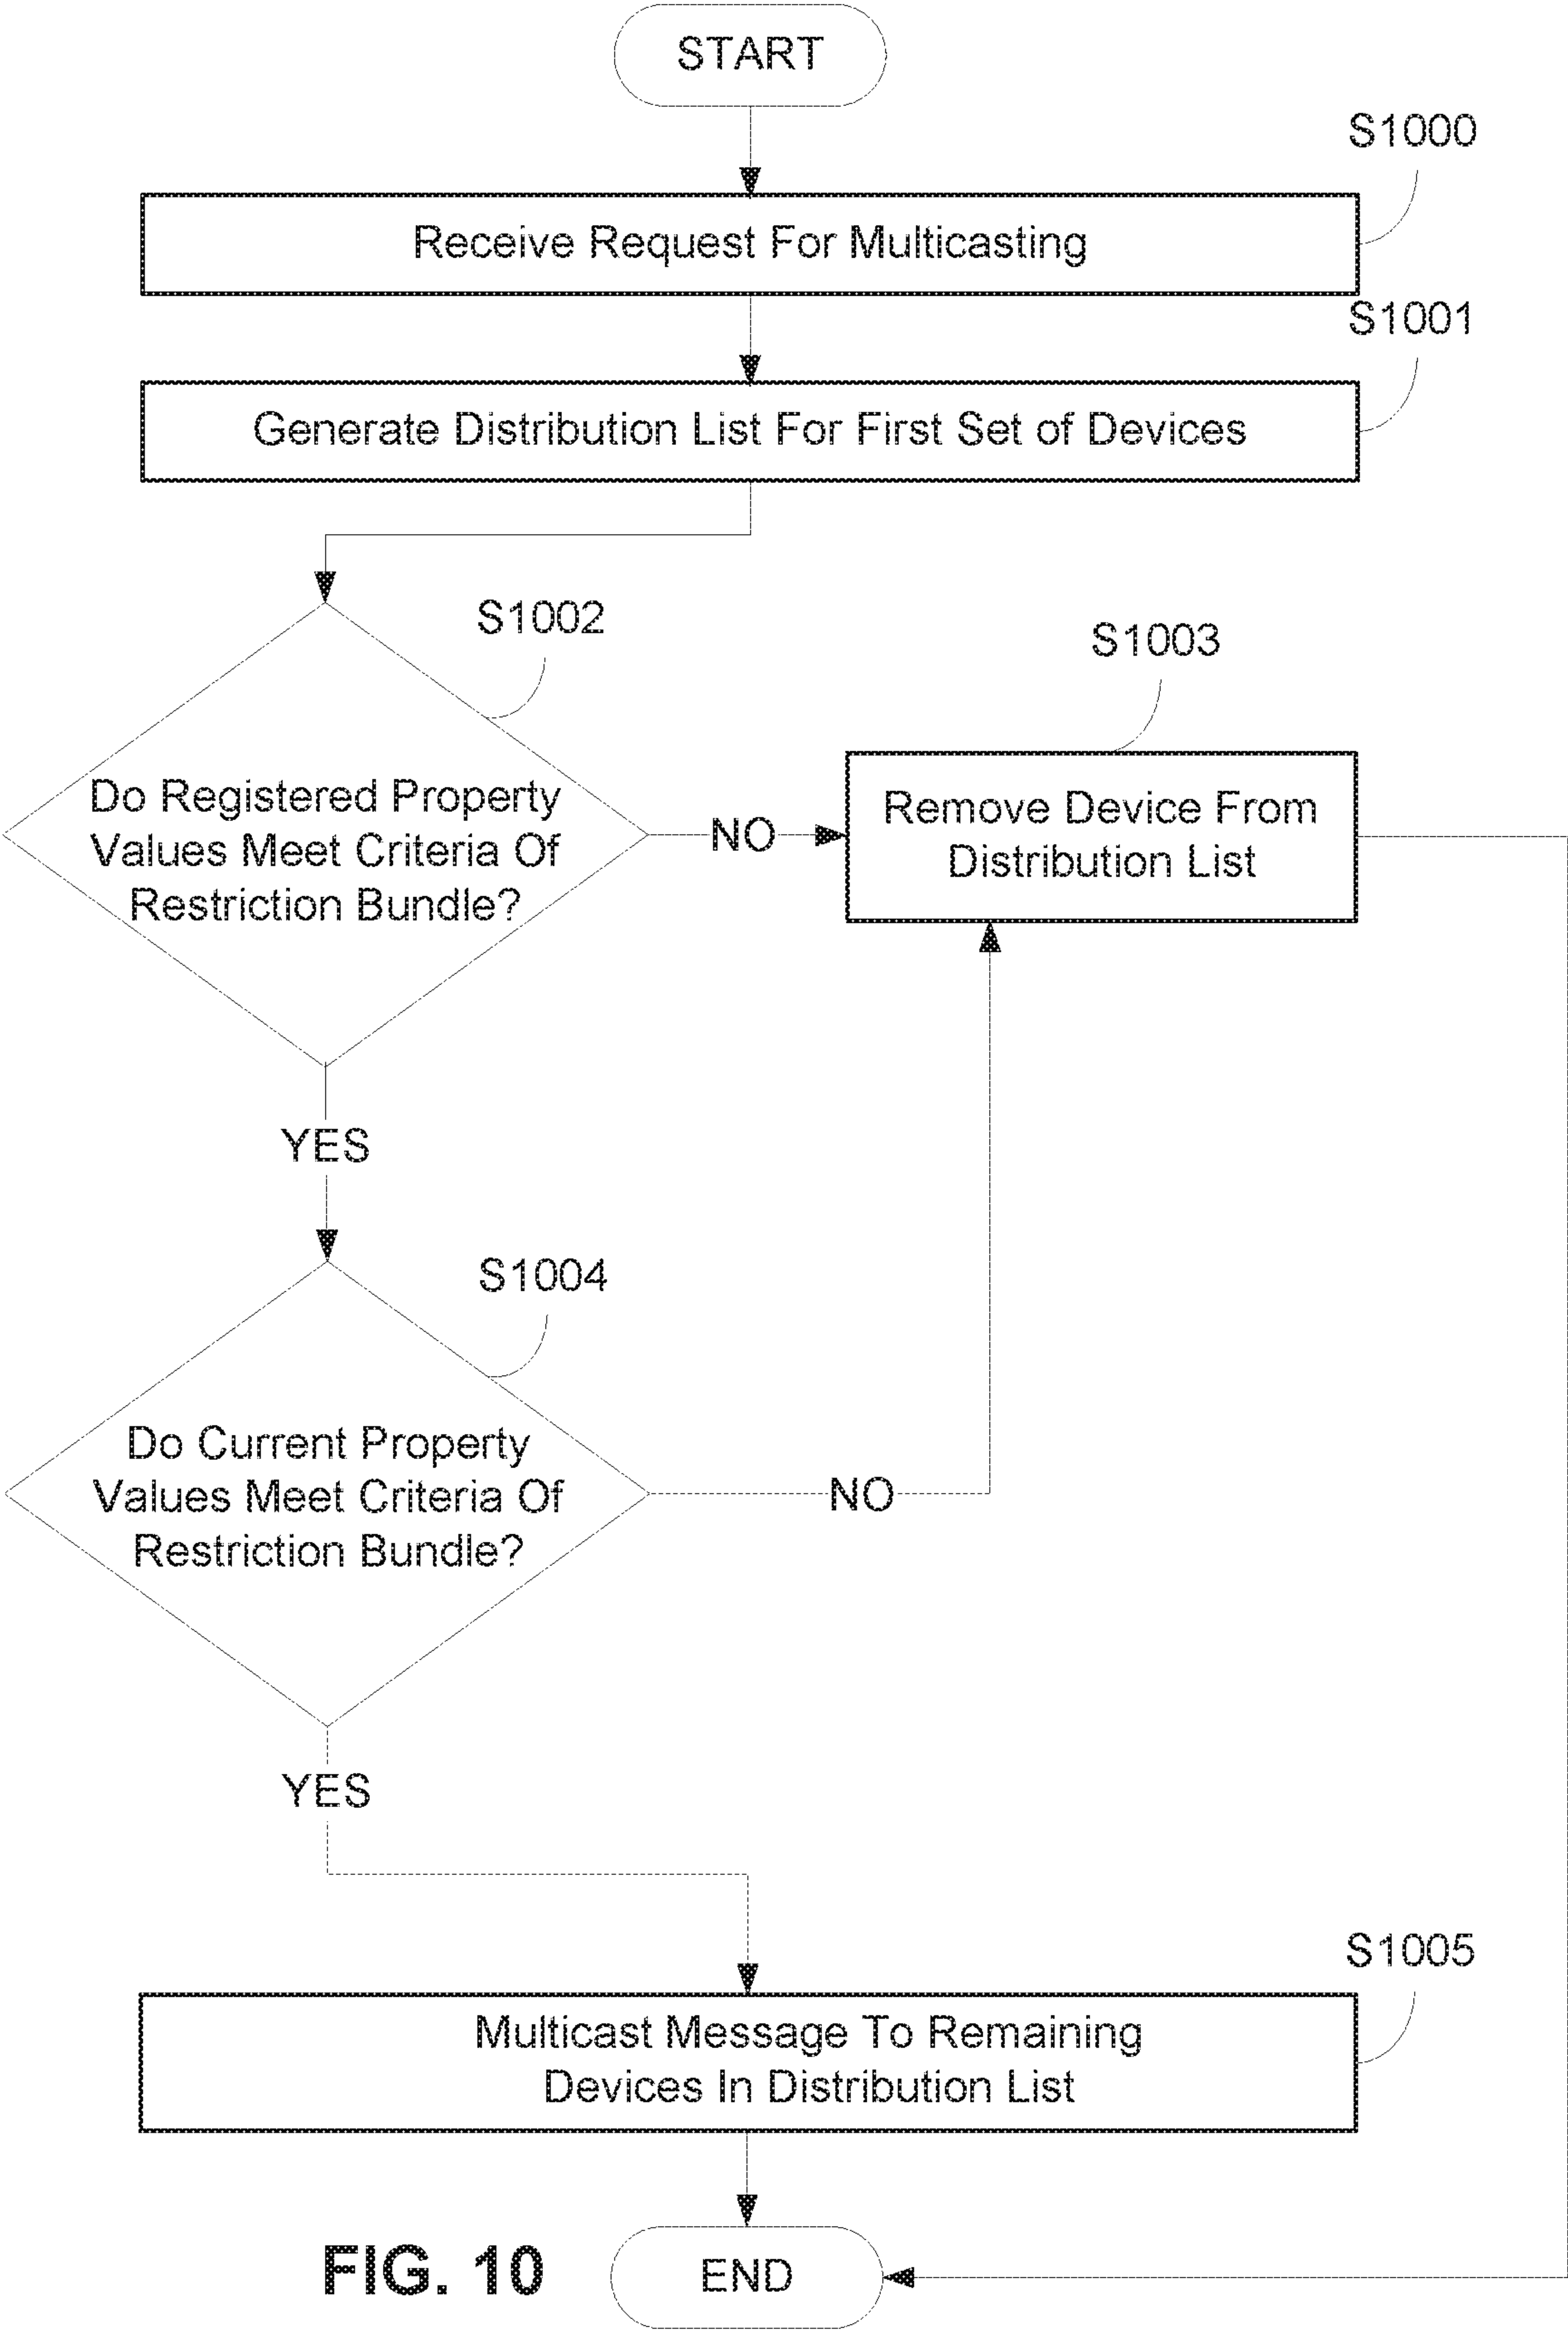 START
S1000
Receive Request For Multicasting
S1001
Generate Distribution List For First Set of Devices
S1002
S1003
Do Registered Property
Values Meet Criteria Of
Restriction Bundle?
NO
Remove Device From
Distribution List
YES
S1004
Do Current Property
Values Meet Criteria Of
Restriction Bundle?
NO
YES
S1005
Multicast Message To Remaining
Devices In Distribution List
FIG. 10
END